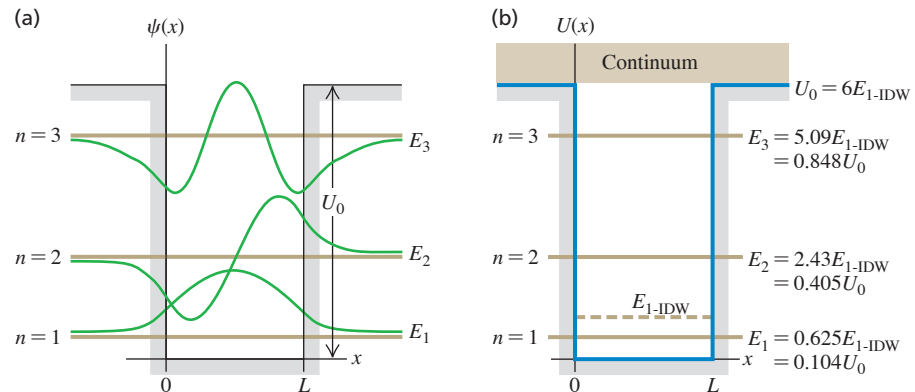 (a)
ψ(x)
n = 3
E₃
U₀
n = 2
E₂
n = 1
E₁
x
0
L
(b)
U(x)
Continuum
U₀ = 6E₁₋IDW
n = 3
E₃ = 5.09E₁₋IDW
= 0.848U₀
n = 2
E₂ = 2.43E₁₋IDW
= 0.405U₀
E₁₋IDW
n = 1
E₁ = 0.625E₁₋IDW
= 0.104U₀
x
0
L